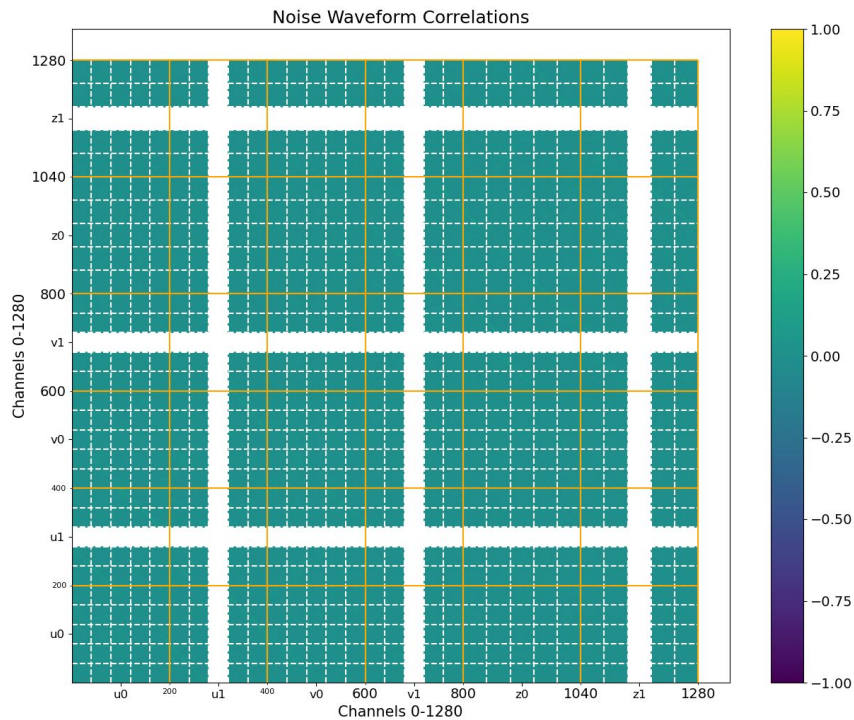 Noise Waveform Correlations
1280
z1
1040
z0
800
v1
600
v0
400
u1
200
u0
Channels 0-1280
u0 200 u1 400 v0 600 v1 800 z0 1040 z1 1280
Channels 0-1280
1.00
0.75
0.50
0.25
0.00
−0.25
−0.50
−0.75
−1.00